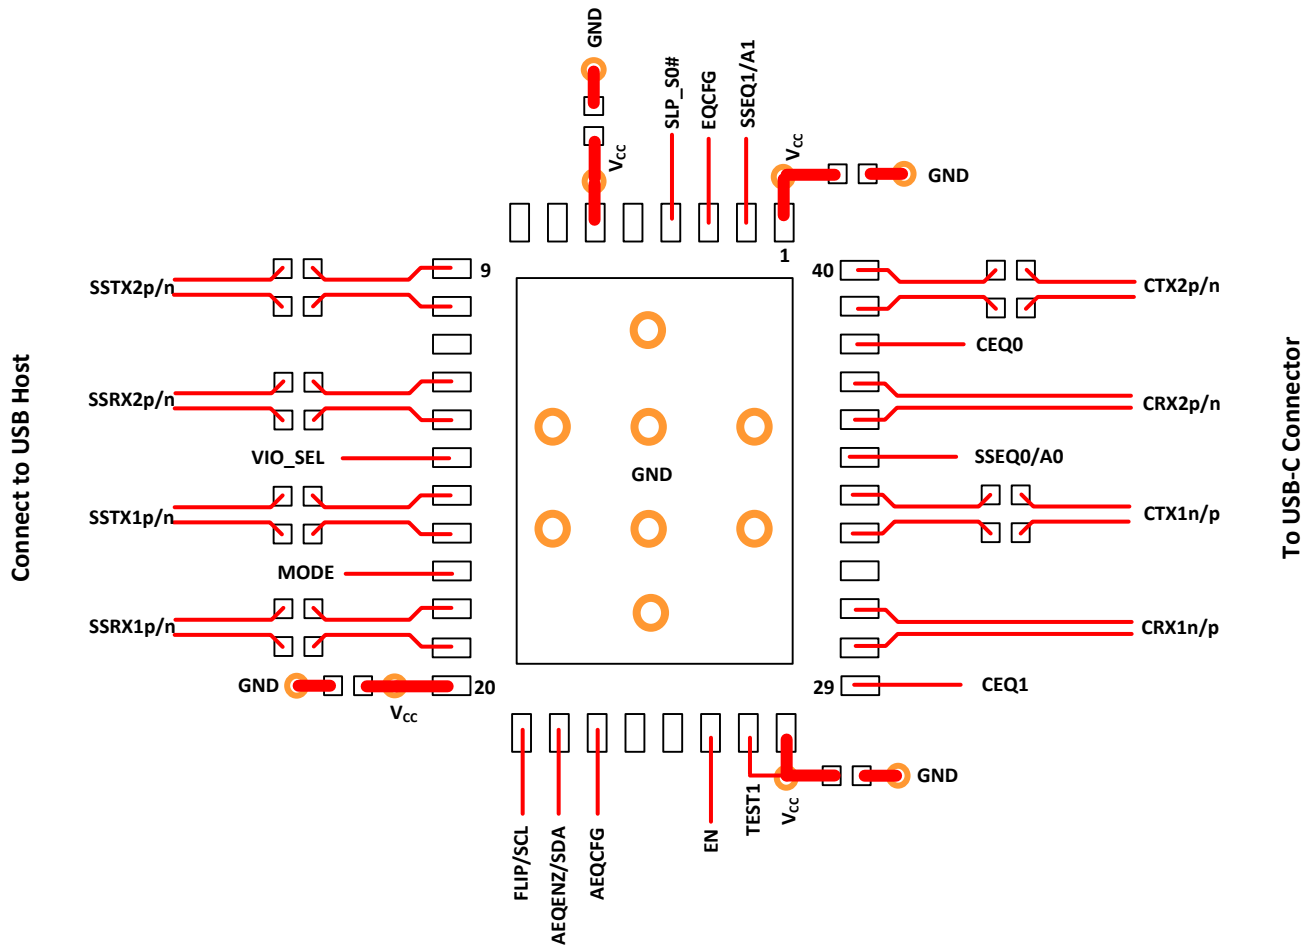 GND
SLP_S0#
EQCFG
SSEQ1/A1
VCC
VCC
GND
1
9
40
SSTX2p/n
CTX2p/n
CEQ0
SSRX2p/n
CRX2p/n
VIO_SEL
SSEQ0/A0
GND
SSTX1p/n
CTX1n/p
MODE
SSRX1p/n
CRX1n/p
GND
20
29
CEQ1
VCC
Connect to USB Host
To USB-C Connector
FLIP/SCL
AEQENZ/SDA
AEQCFG
EN
TEST1
VCC
GND